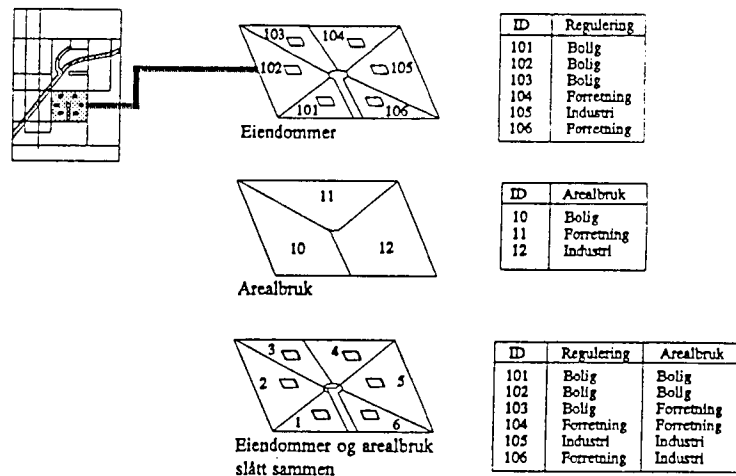 103
104
102
105
101
106
Eiendommer
ID Regulering
101 Bolig
102 Bolig
103 Bolig
104 Forretning
105 Industri
106 Forretning
11
10
12
Arealbruk
ID Arealbruk
10 Bolig
11 Forretning
12 Industri
3
4
2
5
1
6
Eiendommer og arealbruk
slått sammen
ID Regulering Arealbruk
101 Bolig Bolig
102 Bolig Bolig
103 Bolig Forretning
104 Forretning Forretning
105 Industri Industri
106 Forretning Industri